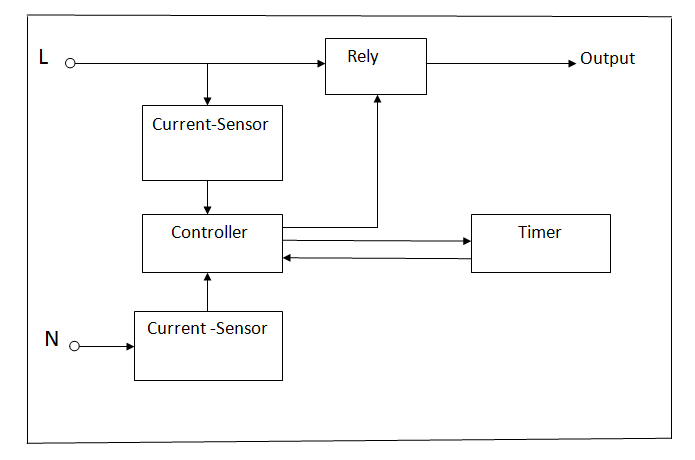 L
Rely
Output
Current-Sensor
Controller
Timer
N
Current -Sensor